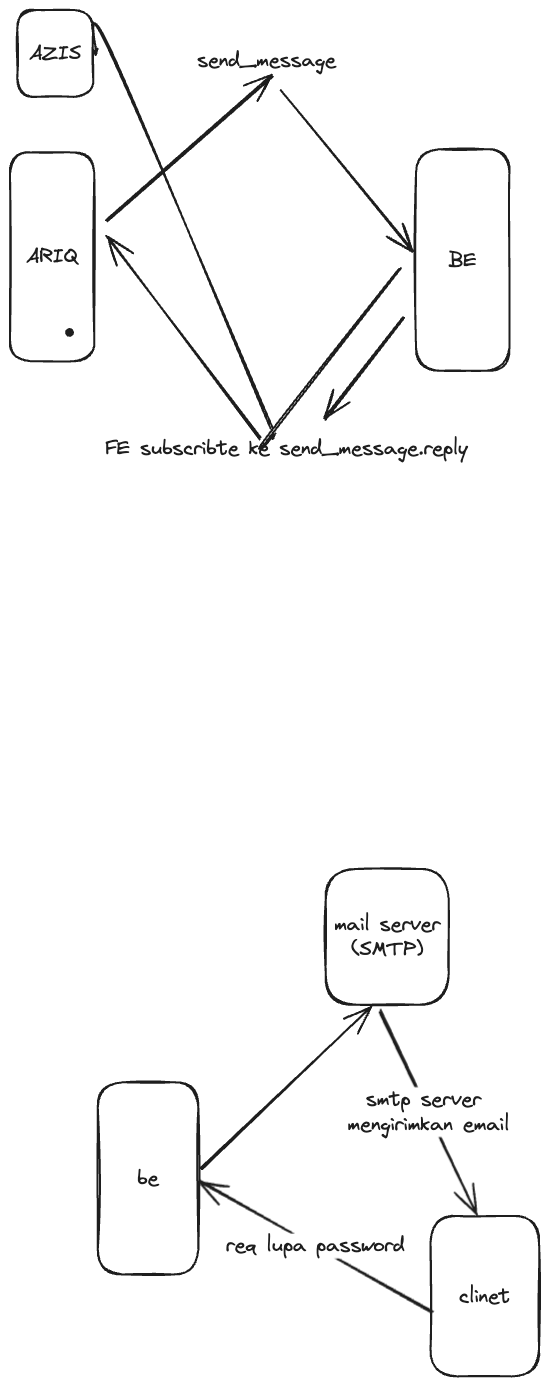 AZIS
send_message
ARIQ
BE
FE subscribte ke send_message.reply
mail server
(SMTP)
smtp server
mengirimkan email
be
req lupa password
clinet